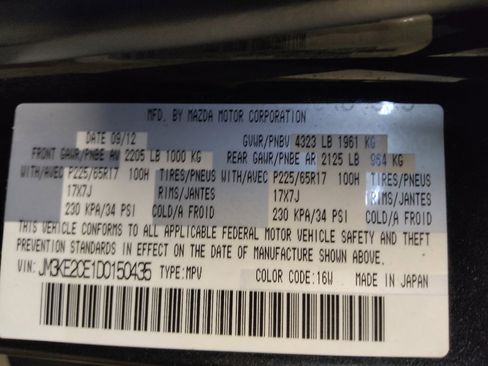 MFD. BY MAZDA MOTOR CORPORATION
DATE 09/12 GVWR/PNBV 4323 LB 1961 KG
FRONT GAWR/PNBE AV 2205 LB 1000 KG REAR GAWR/PNBE AR 2125 LB 964 KG
WITH/AVEC P225/65R17 100H TIRES/PNEUS WITH/AVEC P225/65R17 100H TIRES/PNEUS
17X7J RIMS/JANTES 17X7J RIMS/JANTES
230 KPA/34 PSI COLD/A FROID 230 KPA/34 PSI COLD/A FROID
THIS VEHICLE CONFORMS TO ALL APPLICABLE FEDERAL MOTOR VEHICLE SAFETY AND THEFT
PREVENTION STANDARDS IN EFFECT ON THE DATE OF MANUFACTURE SHOWN ABOVE.
VIN: JM3KE2CE1D0150435 TYPE:MPV COLOR CODE:16W MADE IN JAPAN